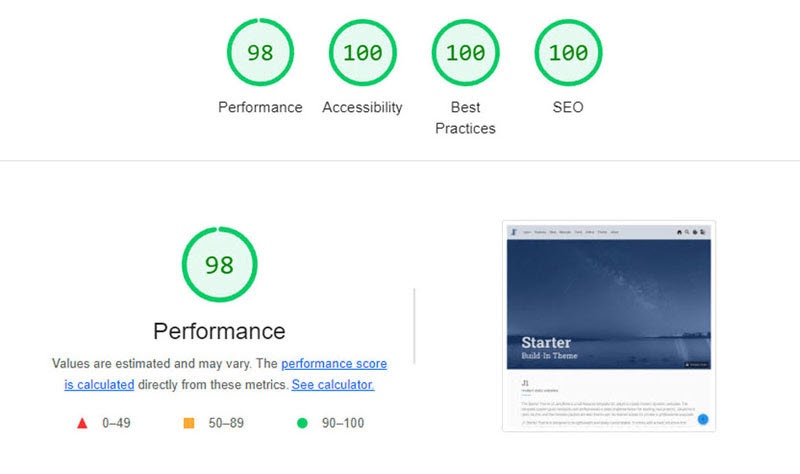 98
100
100
100
Performance
Accessibility
Best
Practices
SEO
98
Performance
Values are estimated and may vary. The performance score
is calculated directly from these metrics. See calculator.
0–49
50–89
90–100
Starter
Build-In Theme
J1